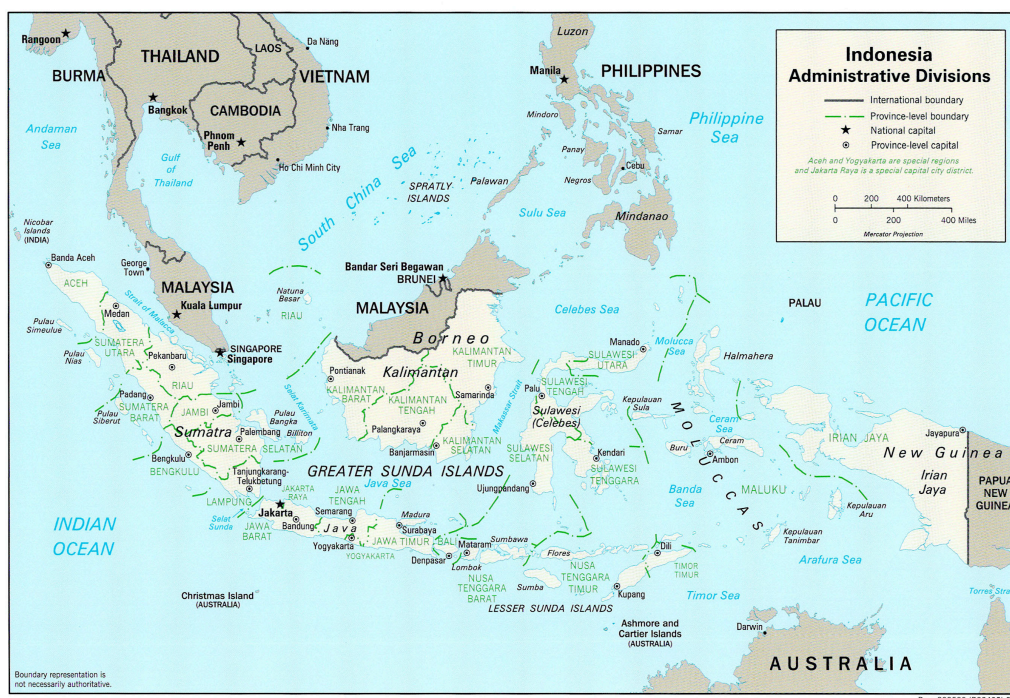 Indonesia
Administrative Divisions
International boundary
Province-level boundary
National capital
Province-level capital
Aceh and Yogyakarta are special regions
and Jakarta Raya is a special capital city district.
0 200 400 Kilometers
0 200 400 Miles
Mercator Projection
Rangoon
BURMA
THAILAND
LAOS
Da Nang
VIETNAM
Bangkok
CAMBODIA
Phnom
Penh
Nha Trang
Ho Chi Minh City
Andaman
Sea
Gulf
of
Thailand
South China Sea
SPRATLY
ISLANDS
Luzon
Manila
PHILIPPINES
Mindoro
Samar
Panay
Cebu
Negros
Palawan
Mindanao
Philippine
Sea
Sulu Sea
Nicobar
Islands
(INDIA)
Banda Aceh
George
Town
ACEH
MALAYSIA
Kuala Lumpur
Strait of Malacca
Medan
Natuna
Besar
RIAU
Bandar Seri Begawan
BRUNEI
MALAYSIA
Celebes Sea
PALAU
PACIFIC
OCEAN
Pulau
Simeulue
Pulau
Nias
SUMATERA
UTARA
SINGAPORE
Singapore
Pekanbaru
RIAU
Borneo
Kalimantan
KALIMANTAN
TIMUR
Pontianak
KALIMANTAN
BARAT
KALIMANTAN
TENGAH
Samarinda
Makassar Strait
Manado
SULAWESI
UTARA
Molucca
Sea
Halmahera
Padang
SUMATERA
BARAT
Pulau
Siberut
JAMBI
Jambi
Pulau
Bangka
Billiton
Selat Karimata
Sumatra
Palembang
SUMATERA SELATAN
Bengkulu
BENGKULU
Palangkaraya
Banjarmasin
KALIMANTAN
SELATAN
SULAWESI
TENGAH
Palu
Sulawesi
(Celebes)
Kepulauan
Sula
SULAWESI
SELATAN
Kendari
SULAWESI
TENGGARA
Ujungpandang
MOLUCCAS
Ceram
Sea
Buru
Ceram
Ambon
IRIAN JAYA
Jayapura
New Guinea
Irian
Jaya
PAPUA
NEW
GUINEA
Tanjungkarang-
Telukbetung
LAMPUNG
GREATER SUNDA ISLANDS
Java Sea
JAKARTA
RAYA
Jakarta
Selat
Sunda
Bandung
JAWA
BARAT
JAWA
TENGAH
Semarang
Java
Yogyakarta
YOGYAKARTA
Madura
Surabaya
JAWA TIMUR
BALI
Denpasar
Mataram
Lombok
Sumbawa
NUSA
TENGGARA
BARAT
Flores
Sumba
NUSA
TENGGARA
TIMUR
Kupang
Dili
TIMOR
TIMUR
LESSER SUNDA ISLANDS
Banda
Sea
MALUKU
Kepulauan
Aru
Kepulauan
Tanimbar
Arafura Sea
Timor Sea
Torres Strait
INDIAN
OCEAN
Christmas Island
(AUSTRALIA)
Ashmore and
Cartier Islands
(AUSTRALIA)
Darwin
AUSTRALIA
Boundary representation is
not necessarily authoritative.